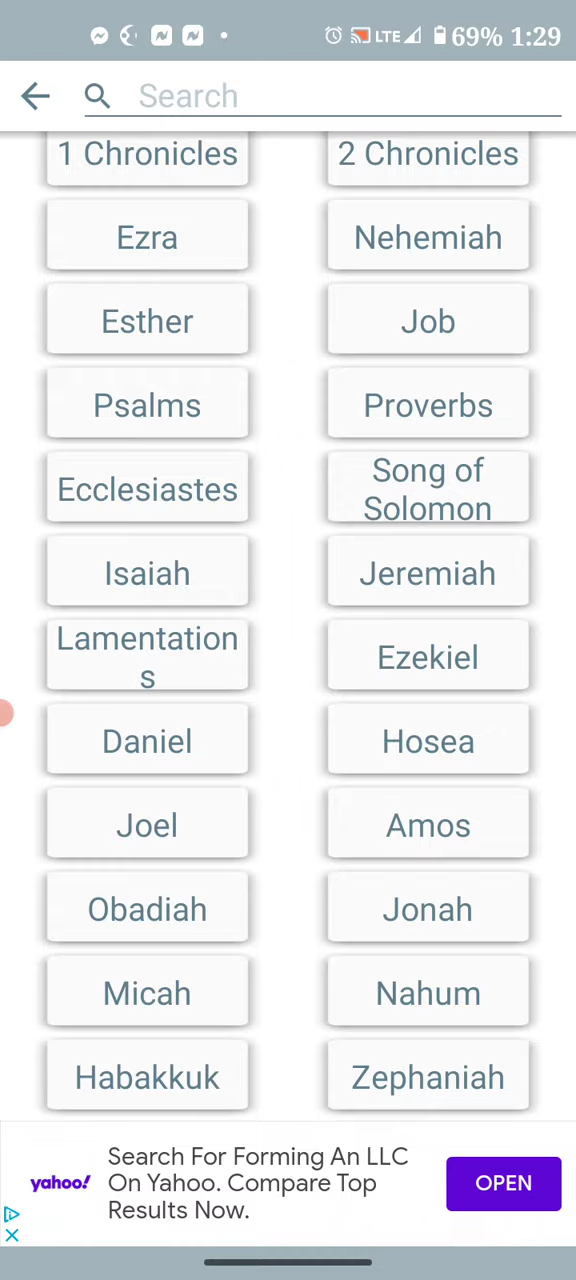 LTE 69% 1:29
Search
1 Chronicles 2 Chronicles
Ezra Nehemiah
Esther Job
Psalms Proverbs
Ecclesiastes Song of
Solomon
Isaiah Jeremiah
Lamentation Ezekiel
s
Daniel Hosea
Joel Amos
Obadiah Jonah
Micah Nahum
Habakkuk Zephaniah
yahoo! Search For Forming An LLC
On Yahoo. Compare Top
Results Now.
OPEN